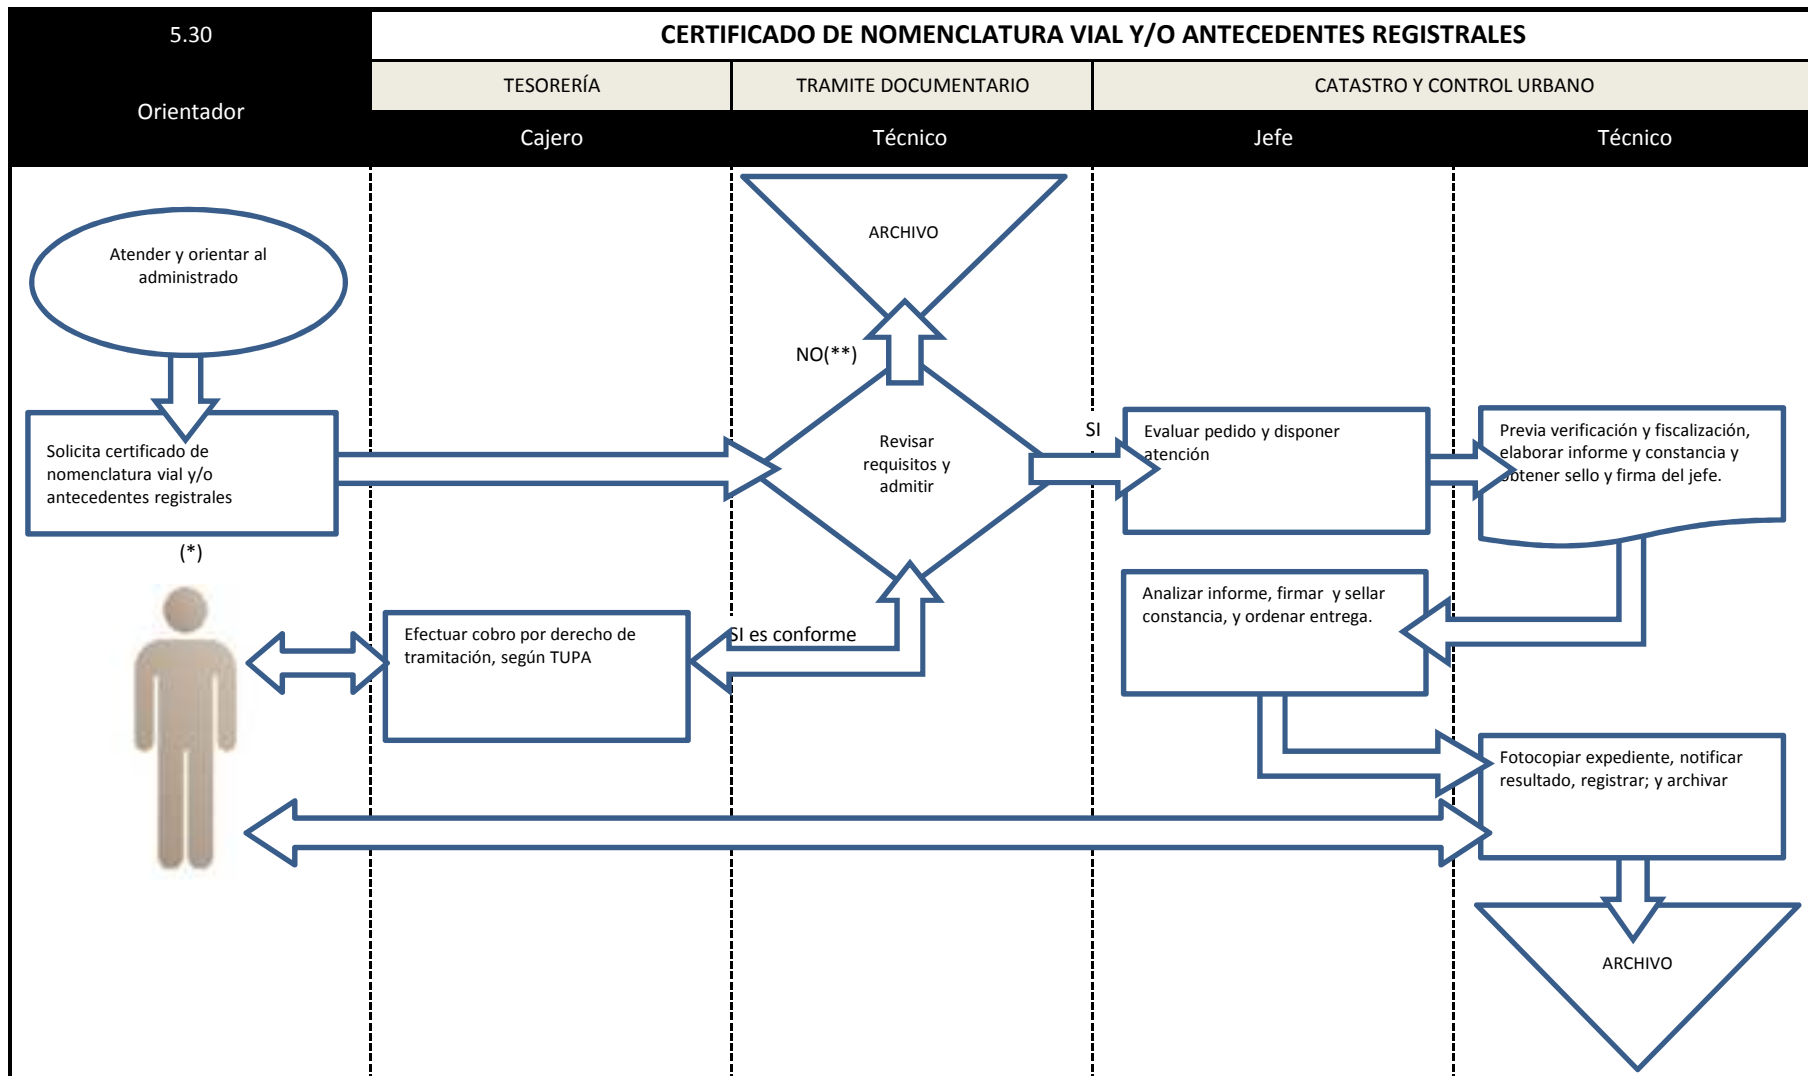 5.30
CERTIFICADO DE NOMENCLATURA VIAL Y/O ANTECEDENTES REGISTRALES
Orientador
TESORERÍA
TRAMITE DOCUMENTARIO
CATASTRO Y CONTROL URBANO
Cajero
Técnico
Jefe
Técnico
Atender y orientar al
administrado
ARCHIVO
NO(**)
Solicita certificado de
nomenclatura vial y/o
antecedentes registrales
(*)
Revisar
requisitos y
admitir
SI
Evaluar pedido y disponer
atención
Previa verificación y fiscalización,
elaborar informe y constancia y
obtener sello y firma del jefe.
Efectuar cobro por derecho de
tramitación, según TUPA
SI es conforme
Analizar informe, firmar y sellar
constancia, y ordenar entrega.
Fotocopiar expediente, notificar
resultado, registrar; y archivar
ARCHIVO